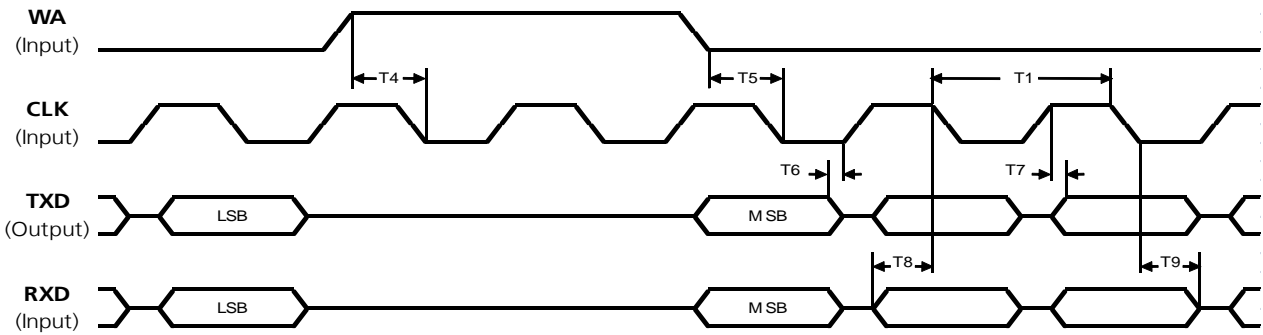 WA
(Input)
T4
T5
T1
CLK
(Input)
T6
T7
TXD
(Output)
LSB
MSB
T8
T9
RXD
(Input)
LSB
MSB